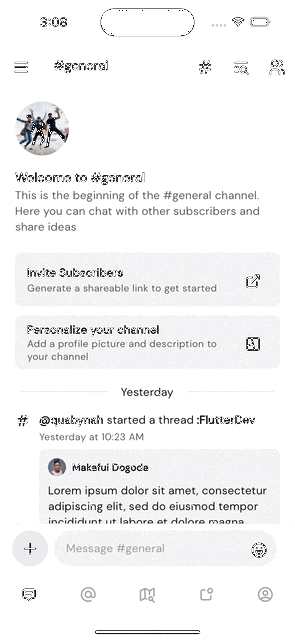 3:08
#general
Welcome to #general
This is the beginning of the #general channel.
Here you can chat with other subscribers and
share ideas
Invite Subscribers
Generate a shareable link to get started
Personalize your channel
Add a profile picture and description to
your channel
Yesterday
@quabynah started a thread :FlutterDev
Yesterday at 10:23 AM
Makafui Dogode
Lorem ipsum dolor sit amet, consectetur
adipiscing elit, sed do eiusmod tempor
incididunt ut labore et dolore magna
Message #general